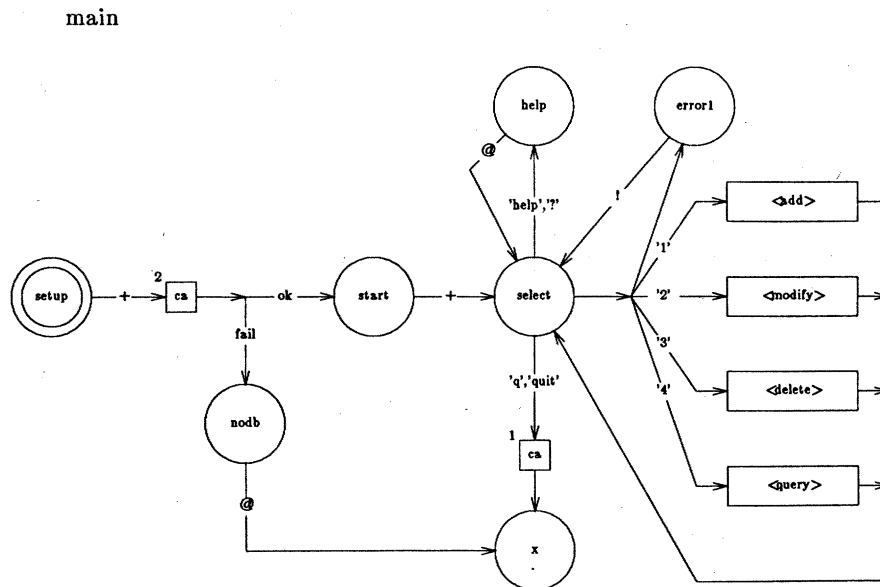 main
help
error1
@
'help','?'
!
<add>
'1'
2
setup
+
ca
ok
start
+
select
'2'
<modify>
fail
'3'
'q','quit'
<delete>
'4'
nodb
1
ca
<query>
@
x